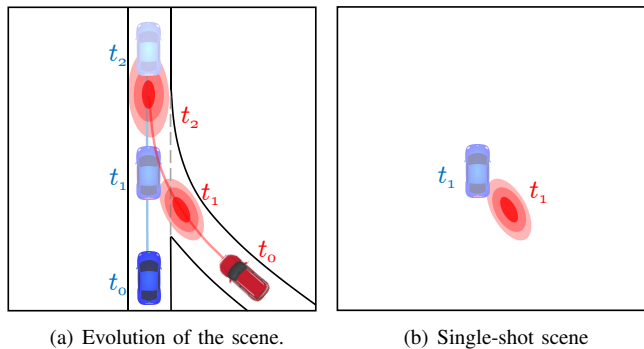 t₂
t₂
t₁
t₁
t₁
t₁
t₀
t₀
(a) Evolution of the scene.
(b) Single-shot scene